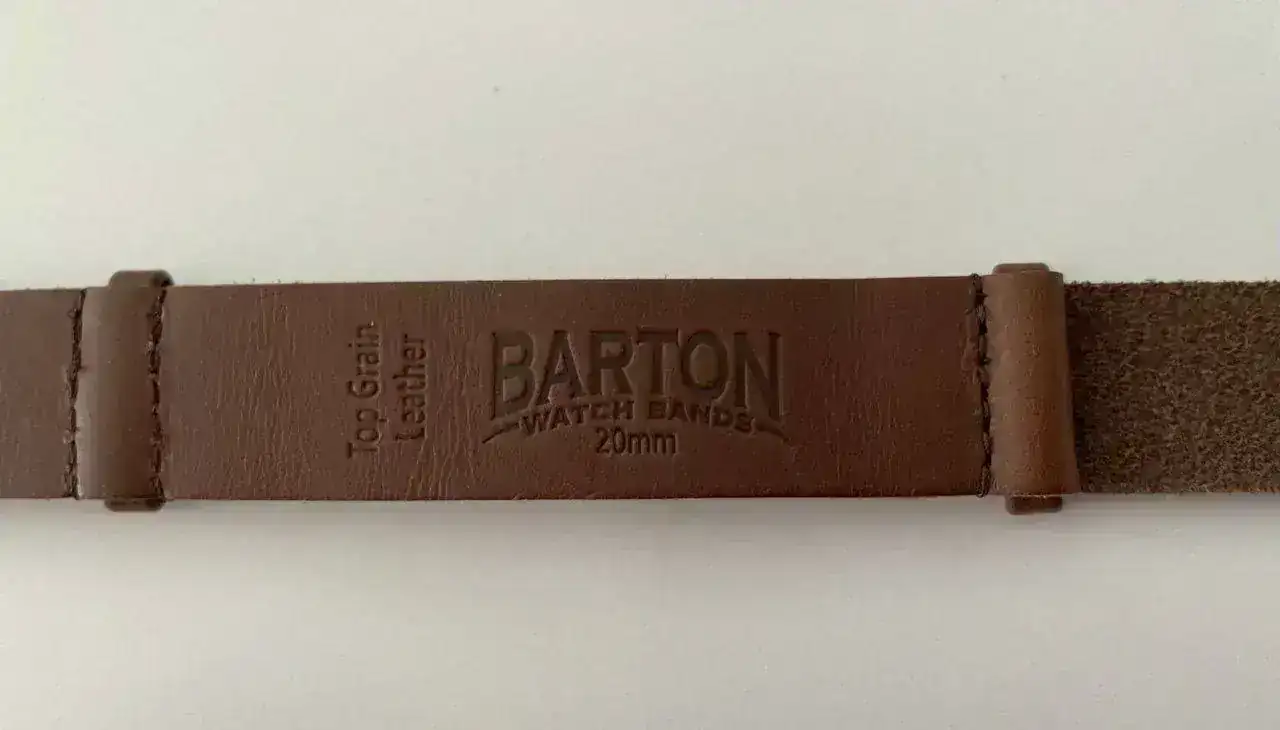 Top Grain
Leather
BARTON
WATCH BANDS
20mm